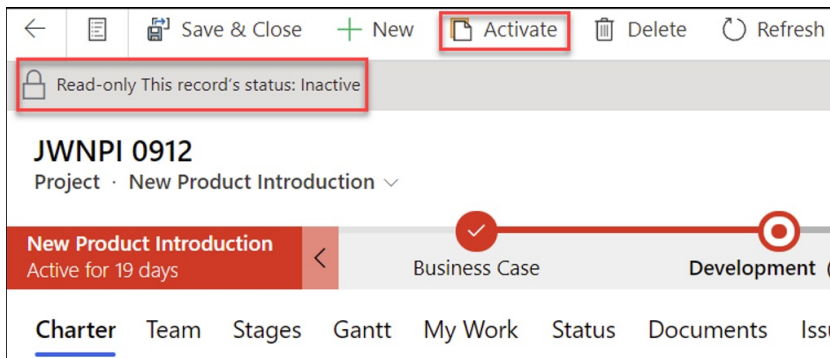 Save & Close New Activate Delete Refresh
Read-only This record's status: Inactive
JWNPI 0912
Project · New Product Introduction
New Product Introduction
Active for 19 days
Business Case
Development (
Charter Team Stages Gantt My Work Status Documents